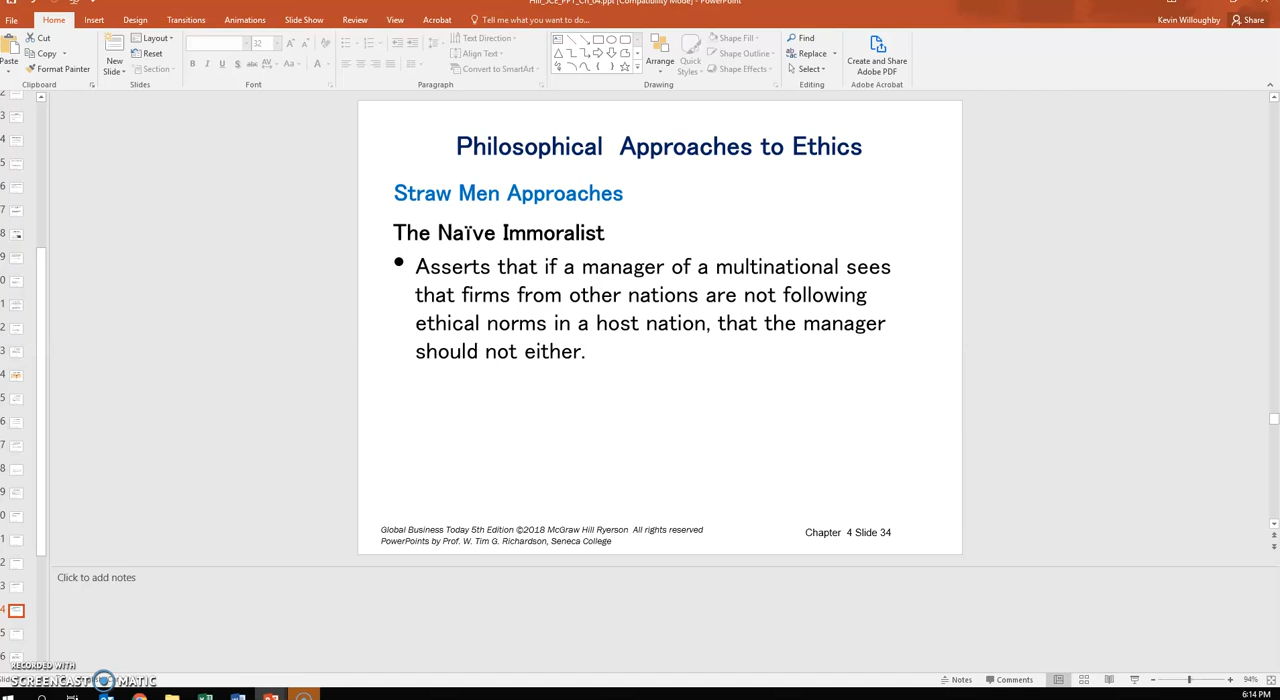 Hill_5CE_PPT_Ch_04.ppt [Compatibility Mode] - PowerPoint
File Home Insert Design Transitions Animations Slide Show Review View Acrobat Tell me what you want to do... Kevin Willoughby Share
Cut
Copy
Paste
Format Painter
Clipboard
New
Slide
Layout
Reset
Section
Slides
32
Font
Text Direction
Align Text
Convert to SmartArt
Paragraph
Arrange
Quick
Styles
Shape Fill
Shape Outline
Shape Effects
Drawing
Find
Replace
Select
Editing
Create and Share
Adobe PDF
Adobe Acrobat
Philosophical Approaches to Ethics
Straw Men Approaches
The Naïve Immoralist
• Asserts that if a manager of a multinational sees
that firms from other nations are not following
ethical norms in a host nation, that the manager
should not either.
Global Business Today 5th Edition ©2018 McGraw Hill Ryerson All rights reserved
PowerPoints by Prof. W. Tim G. Richardson, Seneca College
Chapter 4 Slide 34
Click to add notes
RECORDED WITH
SCREENCAST MATIC
Notes Comments 94%
6:14 PM